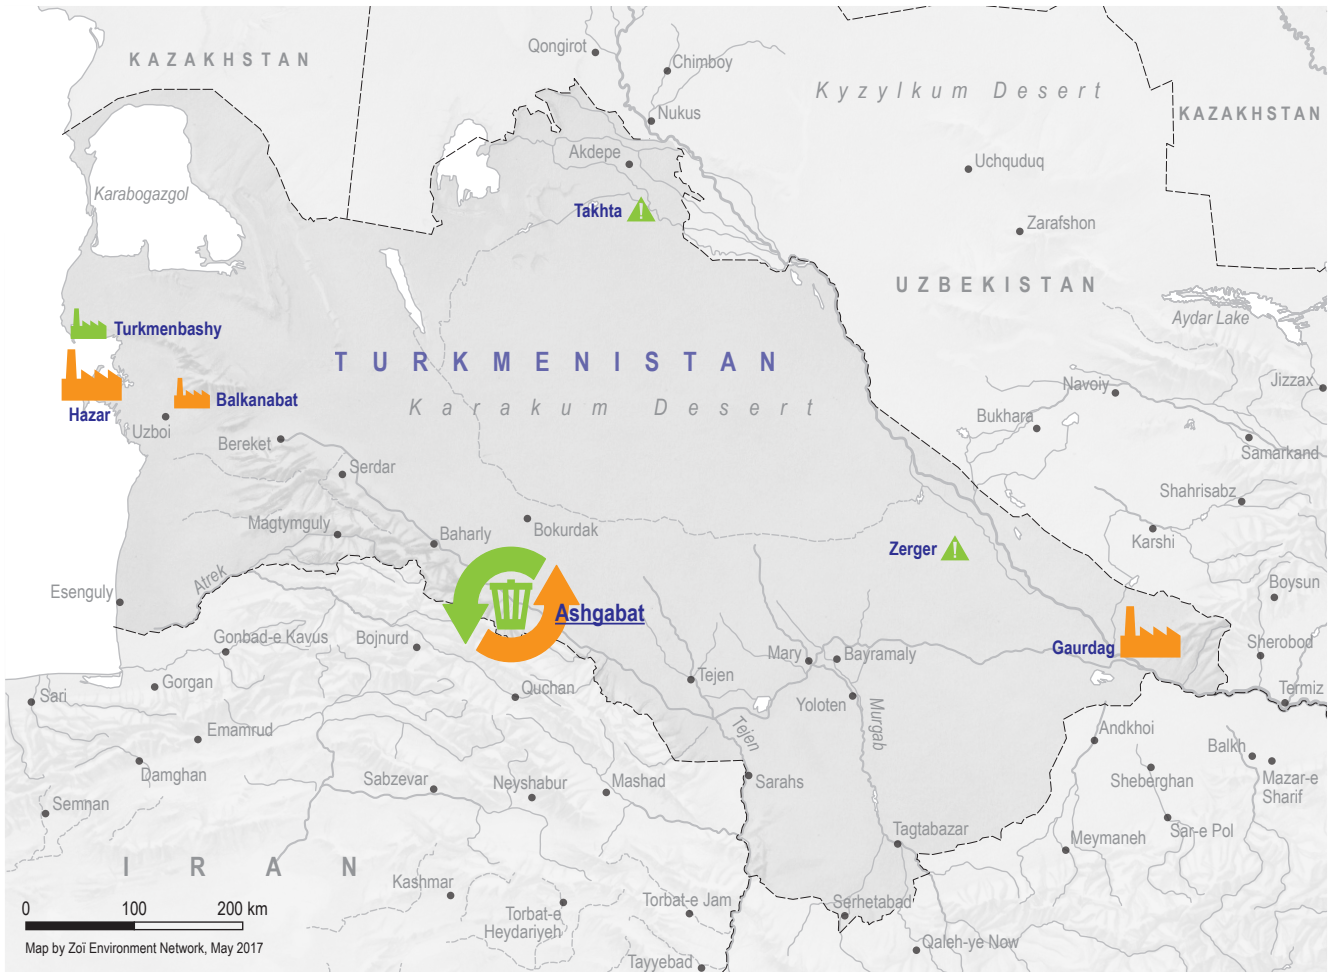 Qongirot
KAZAKHSTAN
Chimboy
Kyzylkum Desert
Nukus
KAZAKHSTAN
Akdepe
Uchquduq
Karabogazgol
Takhta
!
Zarafshon
UZBEKISTAN
Aydar Lake
Turkmenbashy
TURKMENISTAN
Jizzax
Navoiy
Balkanabat
Karakum Desert
Hazar
Bukhara
Uzboi
Bereket
Samarkand
Serdar
Shahrisabz
Magtymguly
Baharly
Bokurdak
Karshi
Zerger
!
Atrek
Boysun
Esenguly
Ashgabat
Gonbad-e Kavus
Bojnurd
Gaurdag
Sherobod
Mary
Bayramaly
Tejen
Gorgan
Quchan
Termiz
Sari
Yoloten
Murgab
Emamrud
Tejen
Andkhoi
Balkh
Damghan
Sabzevar
Neyshabur
Mashad
Sarahs
Sheberghan
Mazar-e
Sharif
Semnan
Tagtabazar
Meymaneh
Sar-e Pol
IRAN
Kashmar
Torbat-e
Heydariyeh
Torbat-e Jam
Serhetabad
0 100 200 km
Qaleh-ye Now
Map by Zoï Environment Network, May 2017
Tayyebad